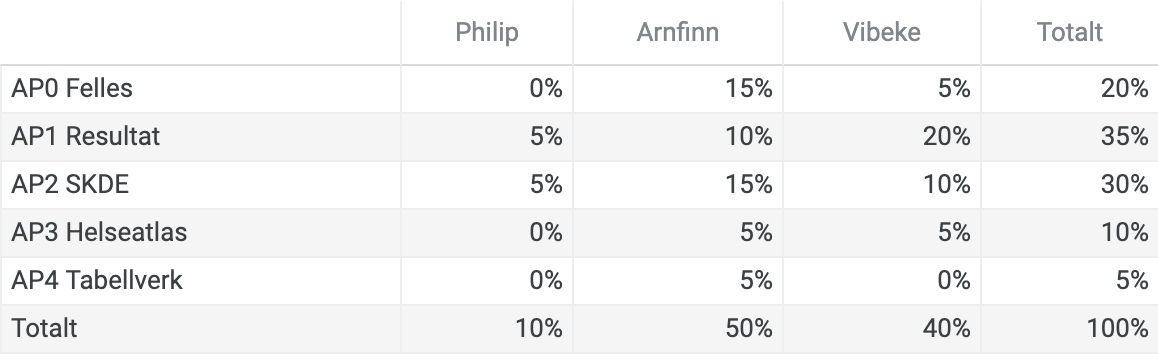 Philip Arnfinn Vibeke Totalt
AP0 Felles 0% 15% 5% 20%
AP1 Resultat 5% 10% 20% 35%
AP2 SKDE 5% 15% 10% 30%
AP3 Helseatlas 0% 5% 5% 10%
AP4 Tabellverk 0% 5% 0% 5%
Totalt 10% 50% 40% 100%